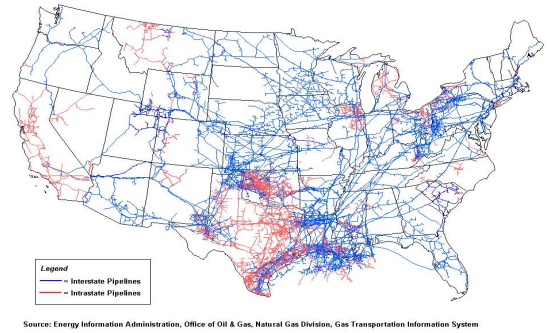 Legend
= Interstate Pipelines
= Intrastate Pipelines
Source: Energy Information Administration, Office of Oil & Gas, Natural Gas Division, Gas Transportation Information System